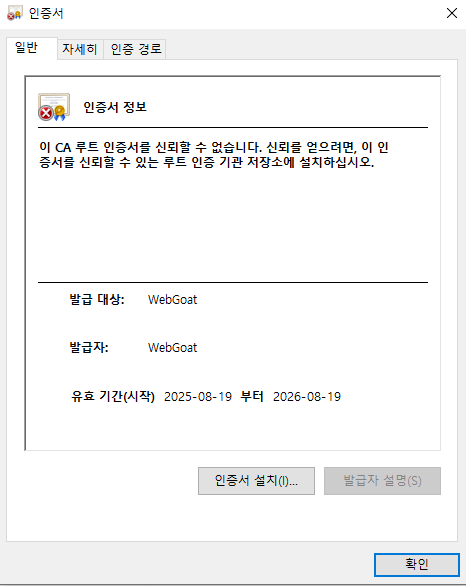 인증서
일반
자세히
인증 경로
인증서 정보
이 CA 루트 인증서를 신뢰할 수 없습니다. 신뢰를 얻으려면, 이 인
증서를 신뢰할 수 있는 루트 인증 기관 저장소에 설치하십시오.
발급 대상: WebGoat
발급자: WebGoat
유효 기간(시작) 2025-08-19 부터 2026-08-19
인증서 설치(I)...
발급자 설명(S)
확인